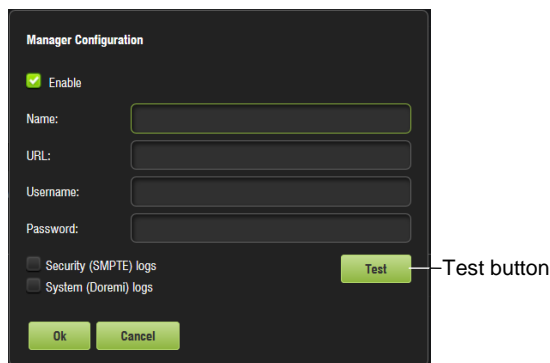 Manager Configuration
Enable
Name:
URL:
Username:
Password:
Security (SMPTE) logs
System (Doremi) logs
Test
Test button
Ok
Cancel